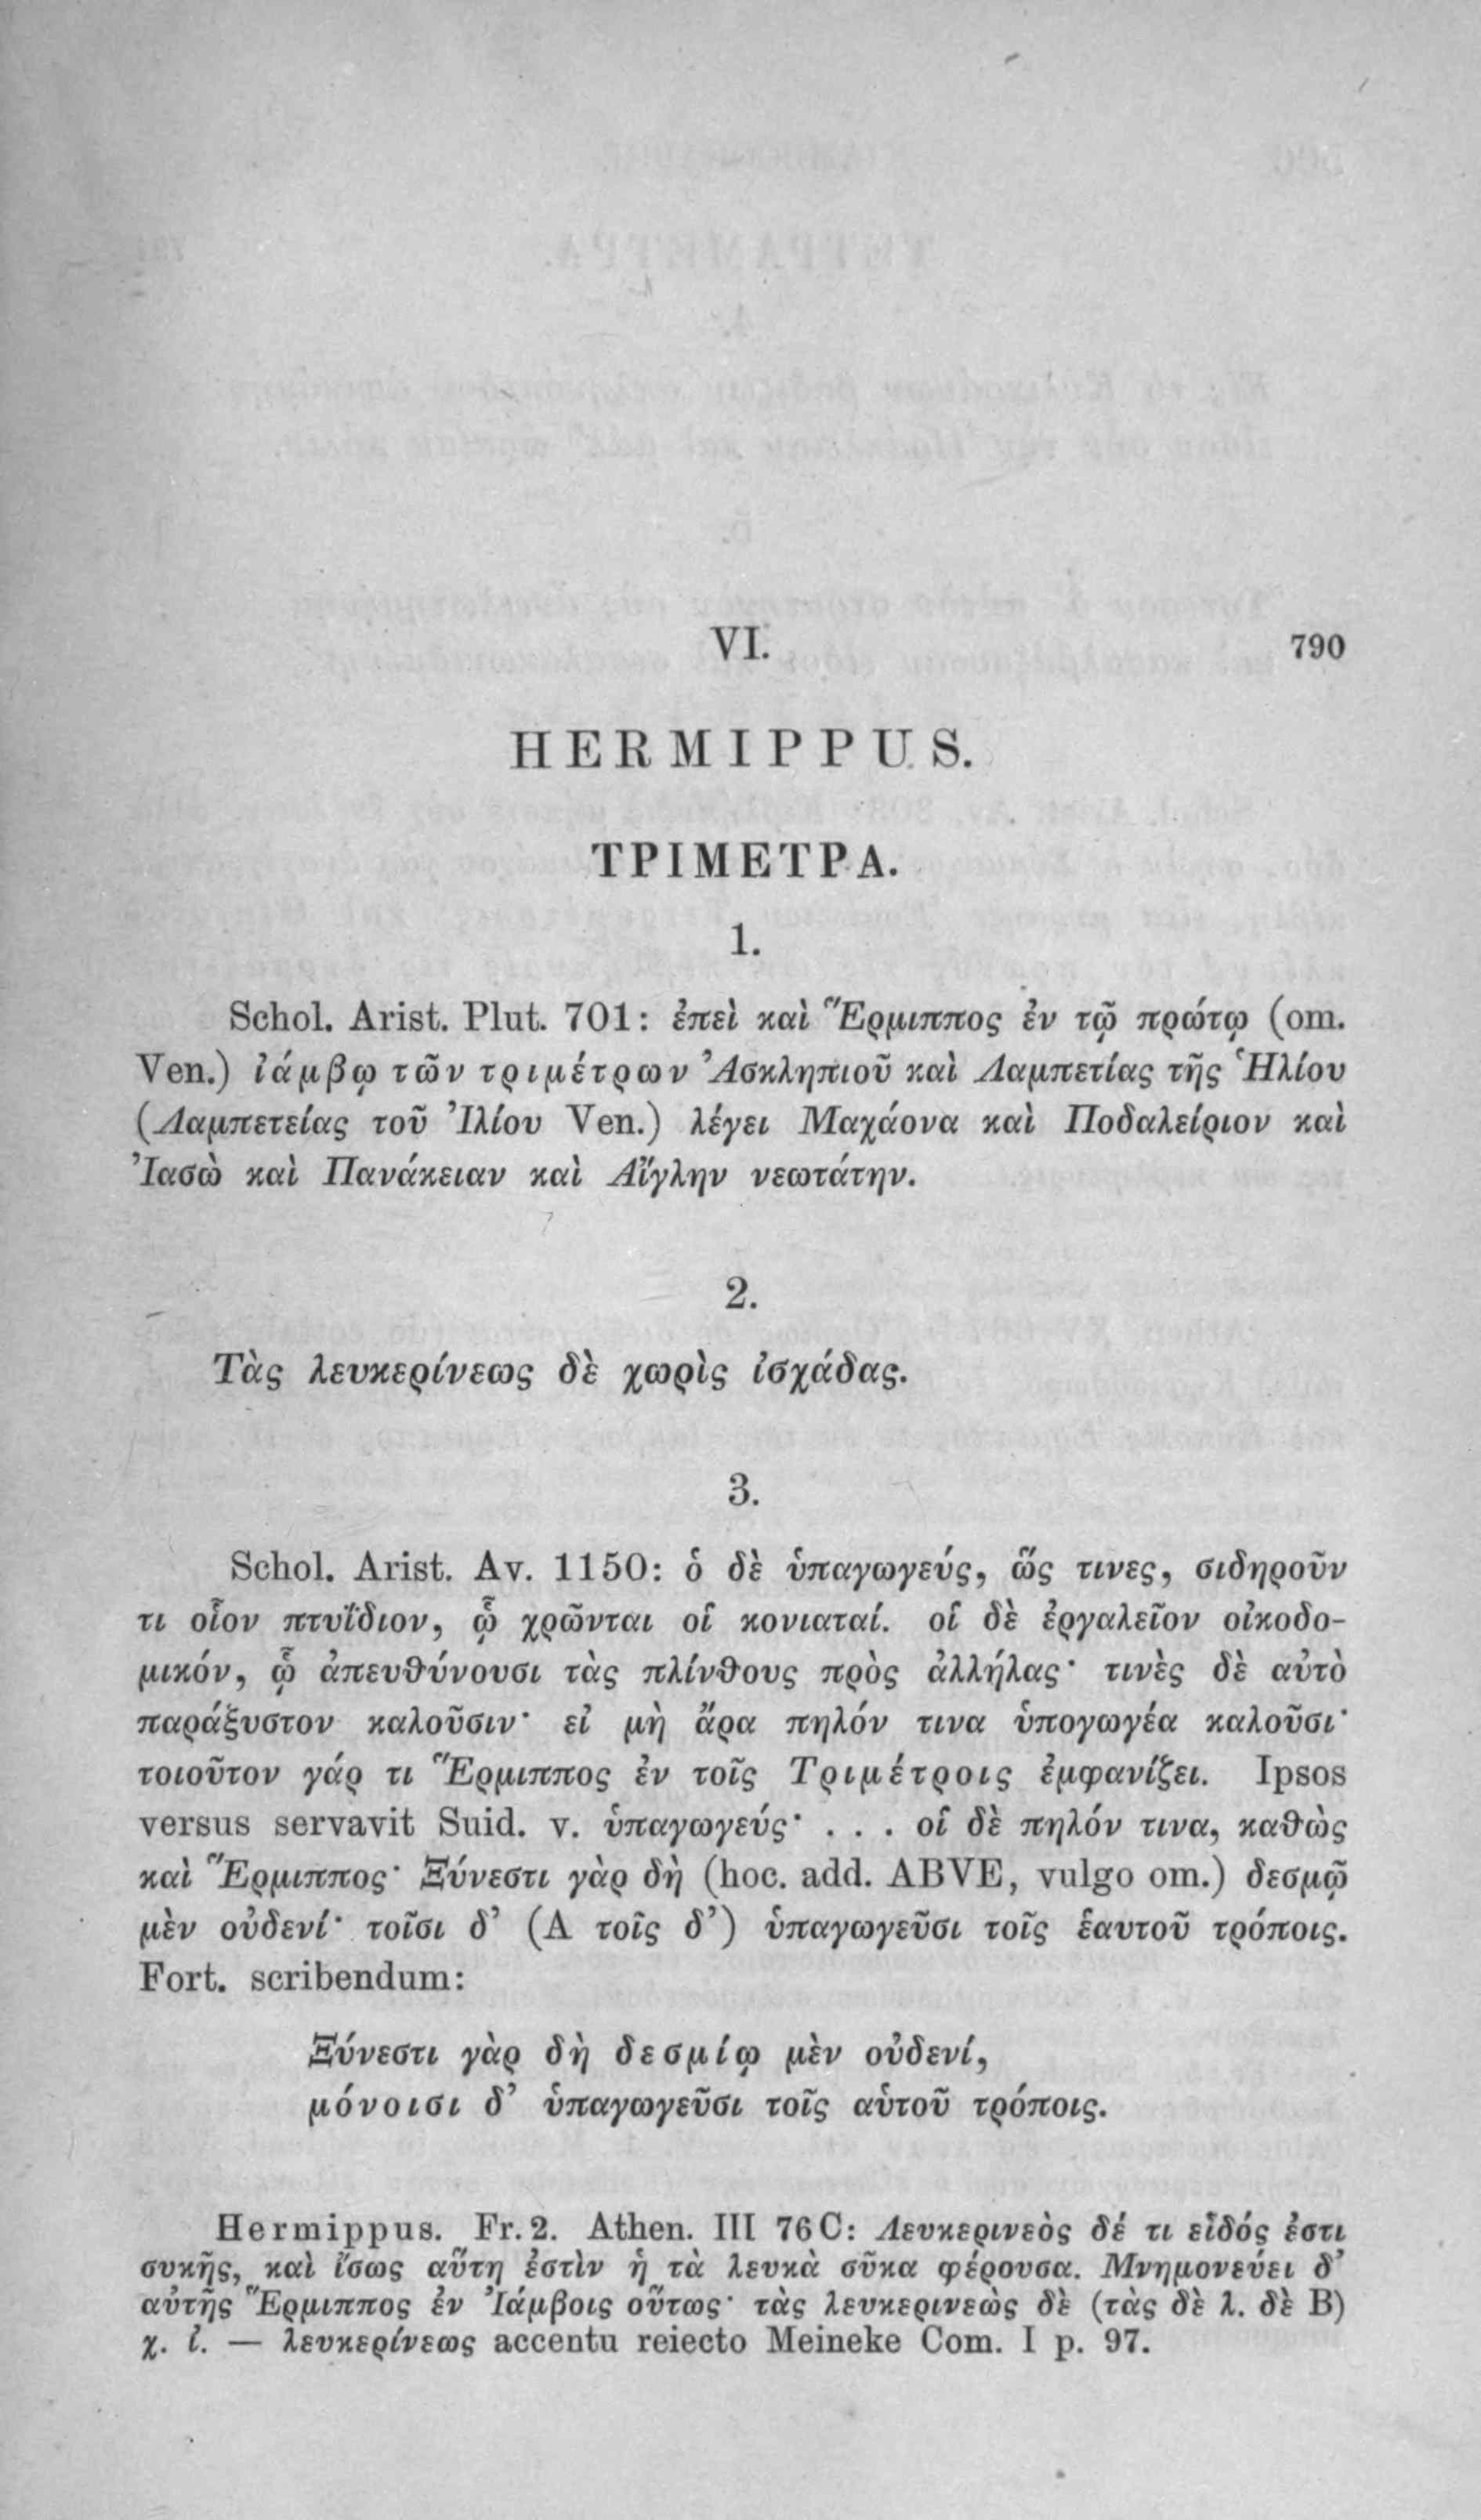 VI. 790
HERMIPPUS.
ΤΡΙΜΕΤΡΑ.
1.
Schol. Arist. Plut. 701: ἐπεὶ καὶ Ἕρμιππος ἐν τῷ πρώτῳ (om.
Ven.) ἰάμβῳ τῶν τριμέτρων Ἀσκληπιοῦ καὶ Λαμπετίας τῆς Ἡλίου
(Λαμπετείας τοῦ Ἰλίου Ven.) λέγει Μαχάονα καὶ Ποδαλείριον καὶ
Ἰασὼ καὶ Πανάκειαν καὶ Αἴγλην νεωτάτην.
2.
Τὰς λευκερίνεως δὲ χωρὶς ἰσχάδας.
3.
Schol. Arist. Av. 1150: ὁ δὲ ὑπαγωγεύς, ὥς τινες, σιδηροῦν
τι οἷον πτυΐδιον, ᾧ χρῶνται οἱ κονιαταί. οἱ δὲ ἐργαλεῖον οἰκοδο-
μικόν, ᾧ ἀπευθύνουσι τὰς πλίνθους πρὸς ἀλλήλας· τινὲς δὲ αὐτὸ
παράξυστον καλοῦσιν· εἰ μὴ ἄρα πηλόν τινα ὑπογωγέα καλοῦσι·
τοιοῦτον γάρ τι Ἕρμιππος ἐν τοῖς Τριμέτροις ἐμφανίζει. Ipsos
versus servavit Suid. v. ὑπαγωγεύς· . . . οἱ δὲ πηλόν τινα, καθὼς
καὶ Ἕρμιππος· Ξύνεστι γὰρ δὴ (hoc. add. ABVE, vulgo om.) δεσμῷ
μὲν οὐδενί· τοῖσι δ’ (A τοῖς δ’) ὑπαγωγεῦσι τοῖς ἑαυτοῦ τρόποις.
Fort. scribendum:
Ξύνεστι γὰρ δὴ δεσμίῳ μὲν οὐδενί,
μόνοισι δ’ ὑπαγωγεῦσι τοῖς αὑτοῦ τρόποις.
Hermippus. Fr. 2. Athen. III 76 C: Λευκερινεὸς δέ τι εἶδός ἐστι
συκῆς, καὶ ἴσως αὕτη ἐστὶν ἡ τὰ λευκὰ σῦκα φέρουσα. Μνημονεύει δ’
αὐτῆς Ἕρμιππος ἐν Ἰάμβοις οὕτως· τὰς λευκερινεὼς δὲ (τὰς δὲ λ. δὲ B)
χ. ἰ. — λευκερίνεως accentu reiecto Meineke Com. I p. 97.